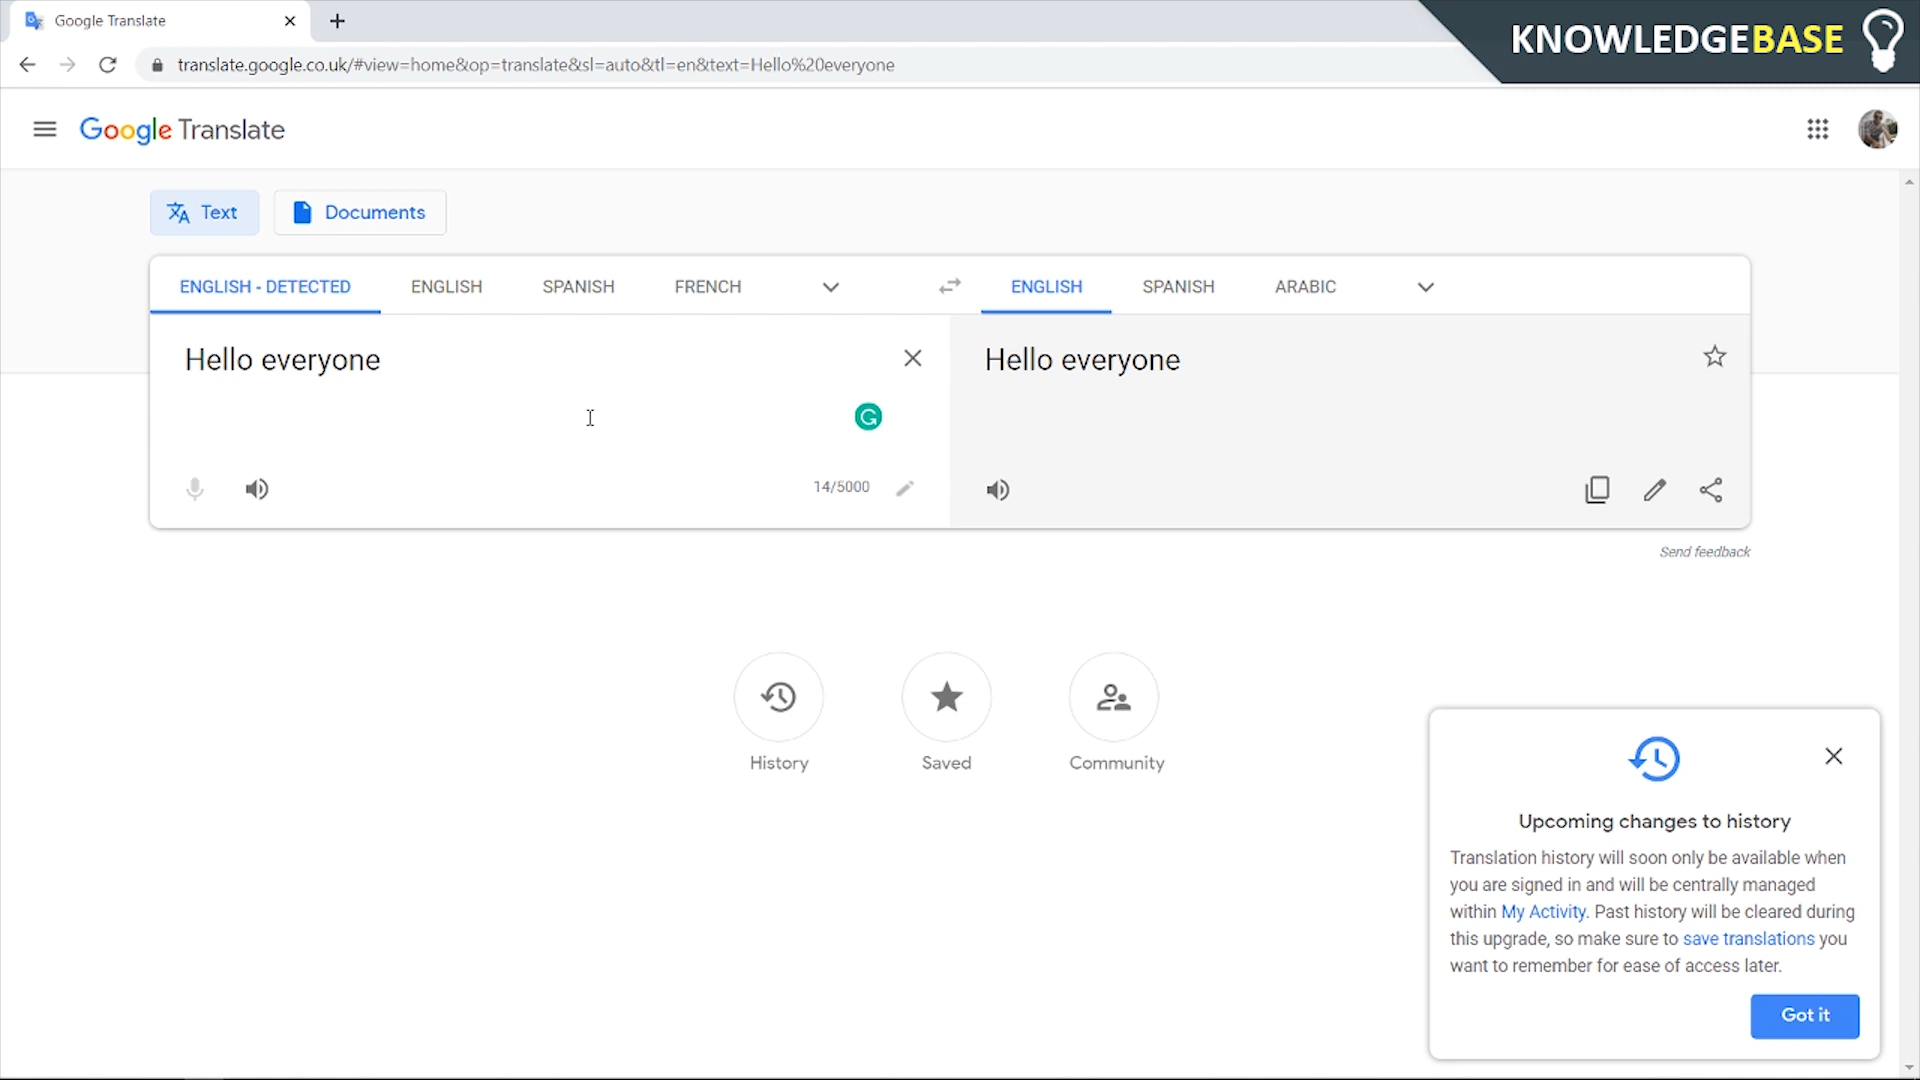 Google Translate
KNOWLEDGEBASE
translate.google.co.uk/#view=home&op=translate&sl=auto&tl=en&text=Hello%20everyone
Google Translate
Text Documents
ENGLISH - DETECTED ENGLISH SPANISH FRENCH ENGLISH SPANISH ARABIC
Hello everyone Hello everyone
G
14/5000
Send feedback
History Saved Community
Upcoming changes to history
Translation history will soon only be available when
you are signed in and will be centrally managed
within My Activity. Past history will be cleared during
this upgrade, so make sure to save translations you
want to remember for ease of access later.
Got it